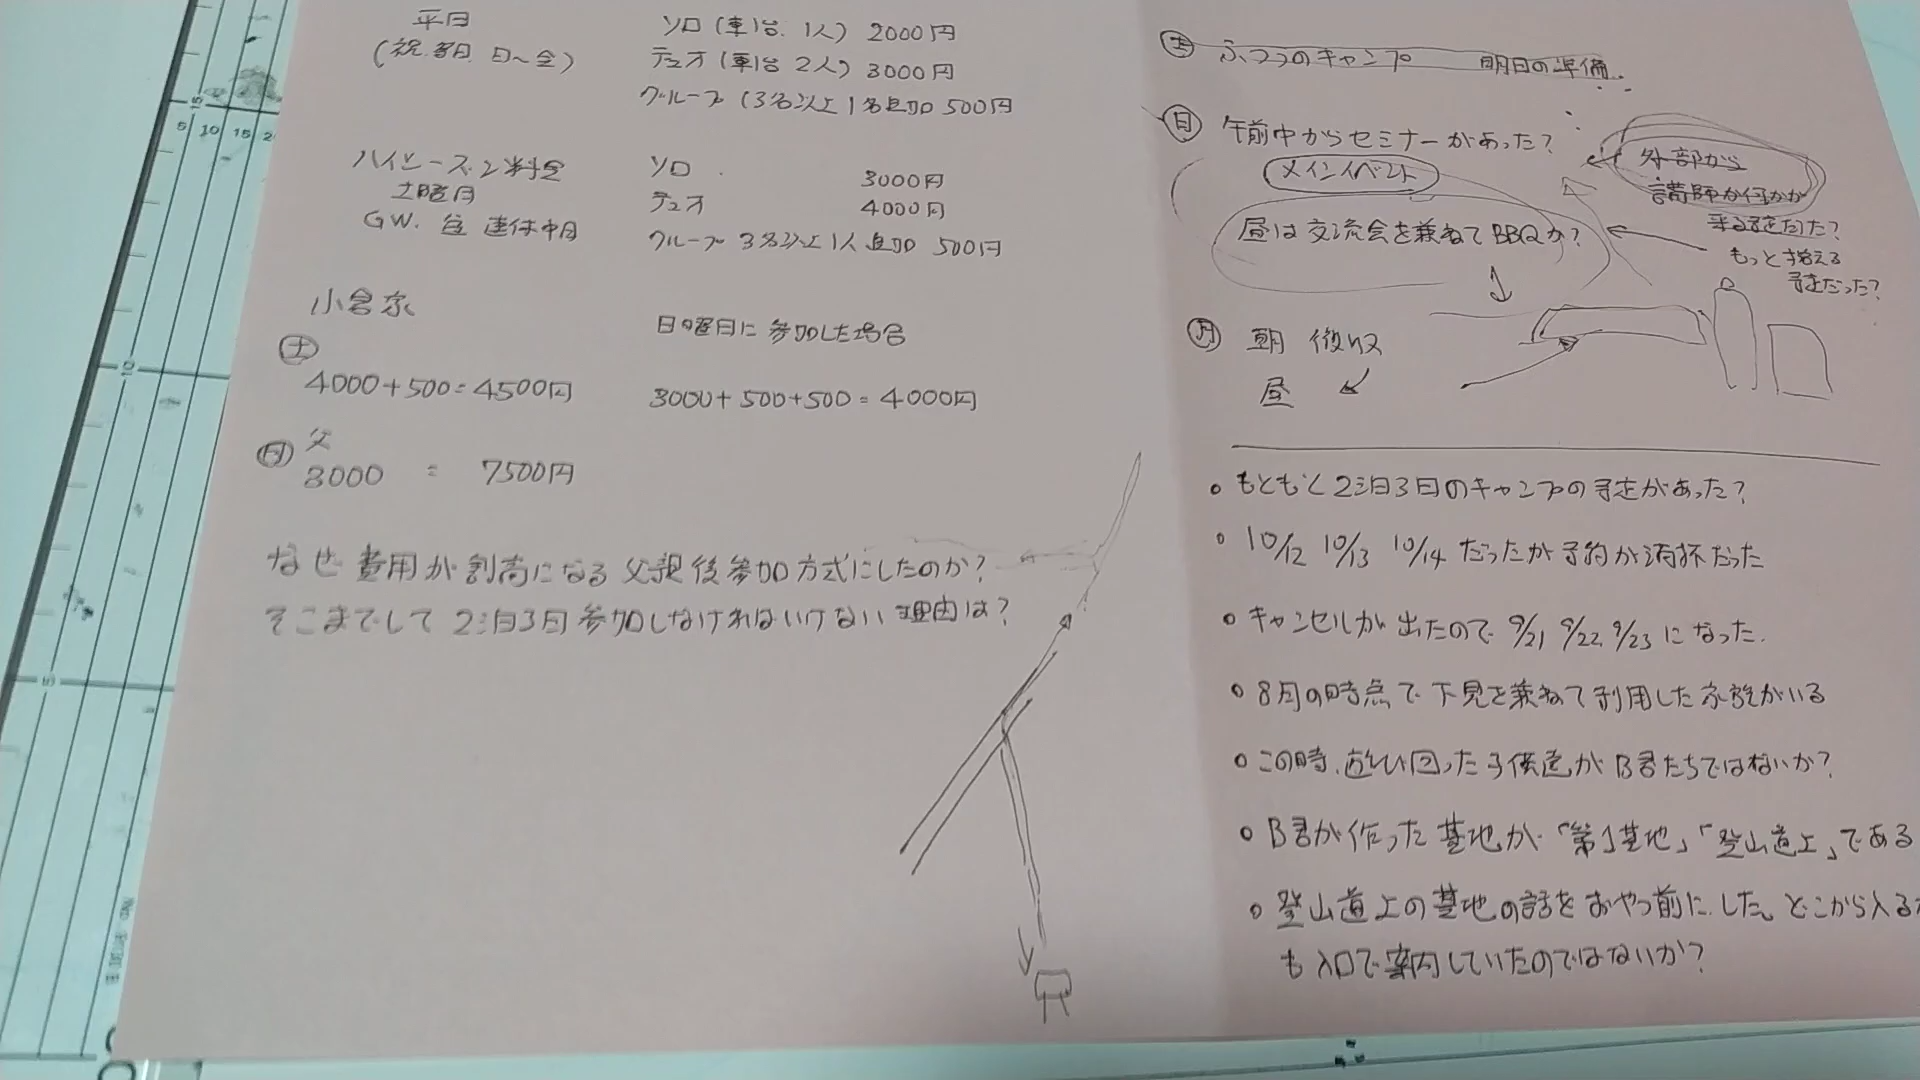 平日
(祝.翌日 日〜金)
ソロ (車1台. 1人) 2000円
デュオ (車1台 2人) 3000円
グループ (3名以上 1名追加 500円
ハイシーズン料金
土曜日
GW. 盆 連休中日
ソロ 3000円
デュオ 4000円
グループ 3名以上 1人追加 500円
小倉家
土
4000+500=4500円
日曜日に参加した場合
3000+500+500=4000円
日 父
3000 = 7500円
なぜ費用が割高になる父親後参加方式にしたのか?
そこまでして2泊3日参加しなければいけない理由は?
土 ふつうのキャンプ 明日の準備
日 午前中からセミナーがあった?
メインイベント
昼は交流会を兼ねてBBQか?
外部から
講師か何かが
来る予定だった?
もっと増える
予定だった?
月 朝 撤収
昼
・もともと2泊3日のキャンプの予定があった?
・10/12 10/13 10/14 だったが予約が満杯だった
・キャンセルが出たので 9/21 9/22 9/23 になった.
・8月の時点で下見を兼ねて利用した家族がいる
・この時、遊び回った子供達がB君たちではないか?
・B君が作った基地が「第1基地」「登山道上」である
・登山道上の基地の話をおやつ前にした。どこから入るか
も入口で案内していたのではないか?
5 10 15 2
15
10
5